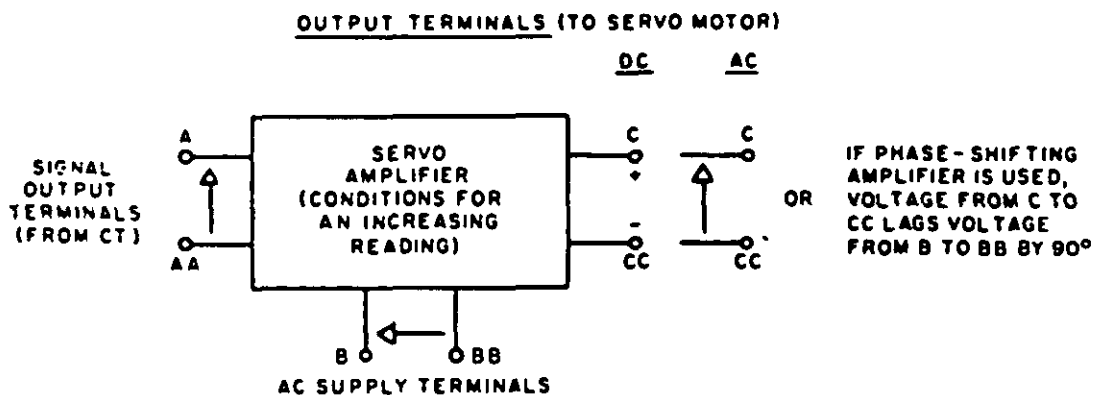 OUTPUT TERMINALS (TO SERVO MOTOR)
DC
AC
A
SIGNAL
OUTPUT
TERMINALS
(FROM CT)
AA
SERVO
AMPLIFIER
(CONDITIONS FOR
AN INCREASING
READING)
C
+
-
CC
C
CC
OR
IF PHASE-SHIFTING
AMPLIFIER IS USED,
VOLTAGE FROM C TO
CC LAGS VOLTAGE
FROM B TO BB BY 90°
B
BB
AC SUPPLY TERMINALS